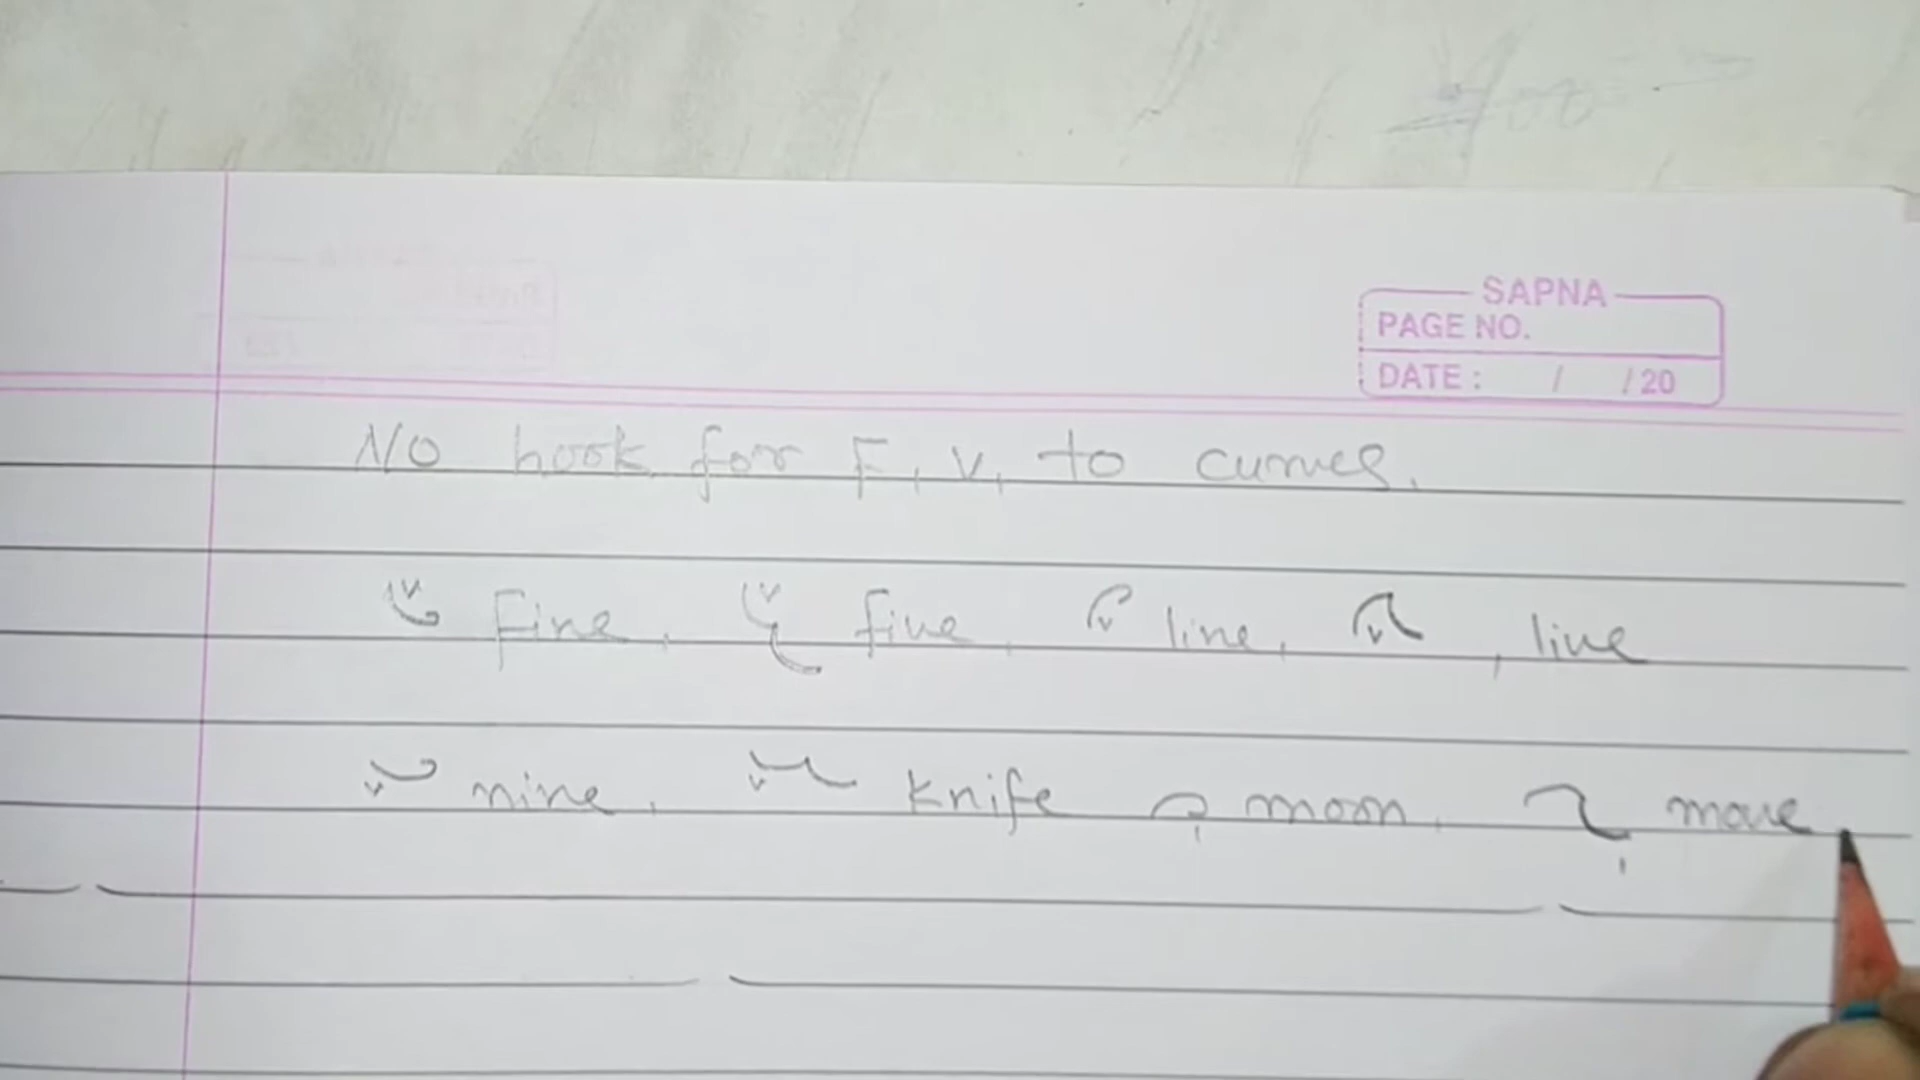 SAPNA
PAGE NO.
DATE : / / 20
No hook for F, V, to curves.
Fine, five, line, , live
nine, knife moon, move